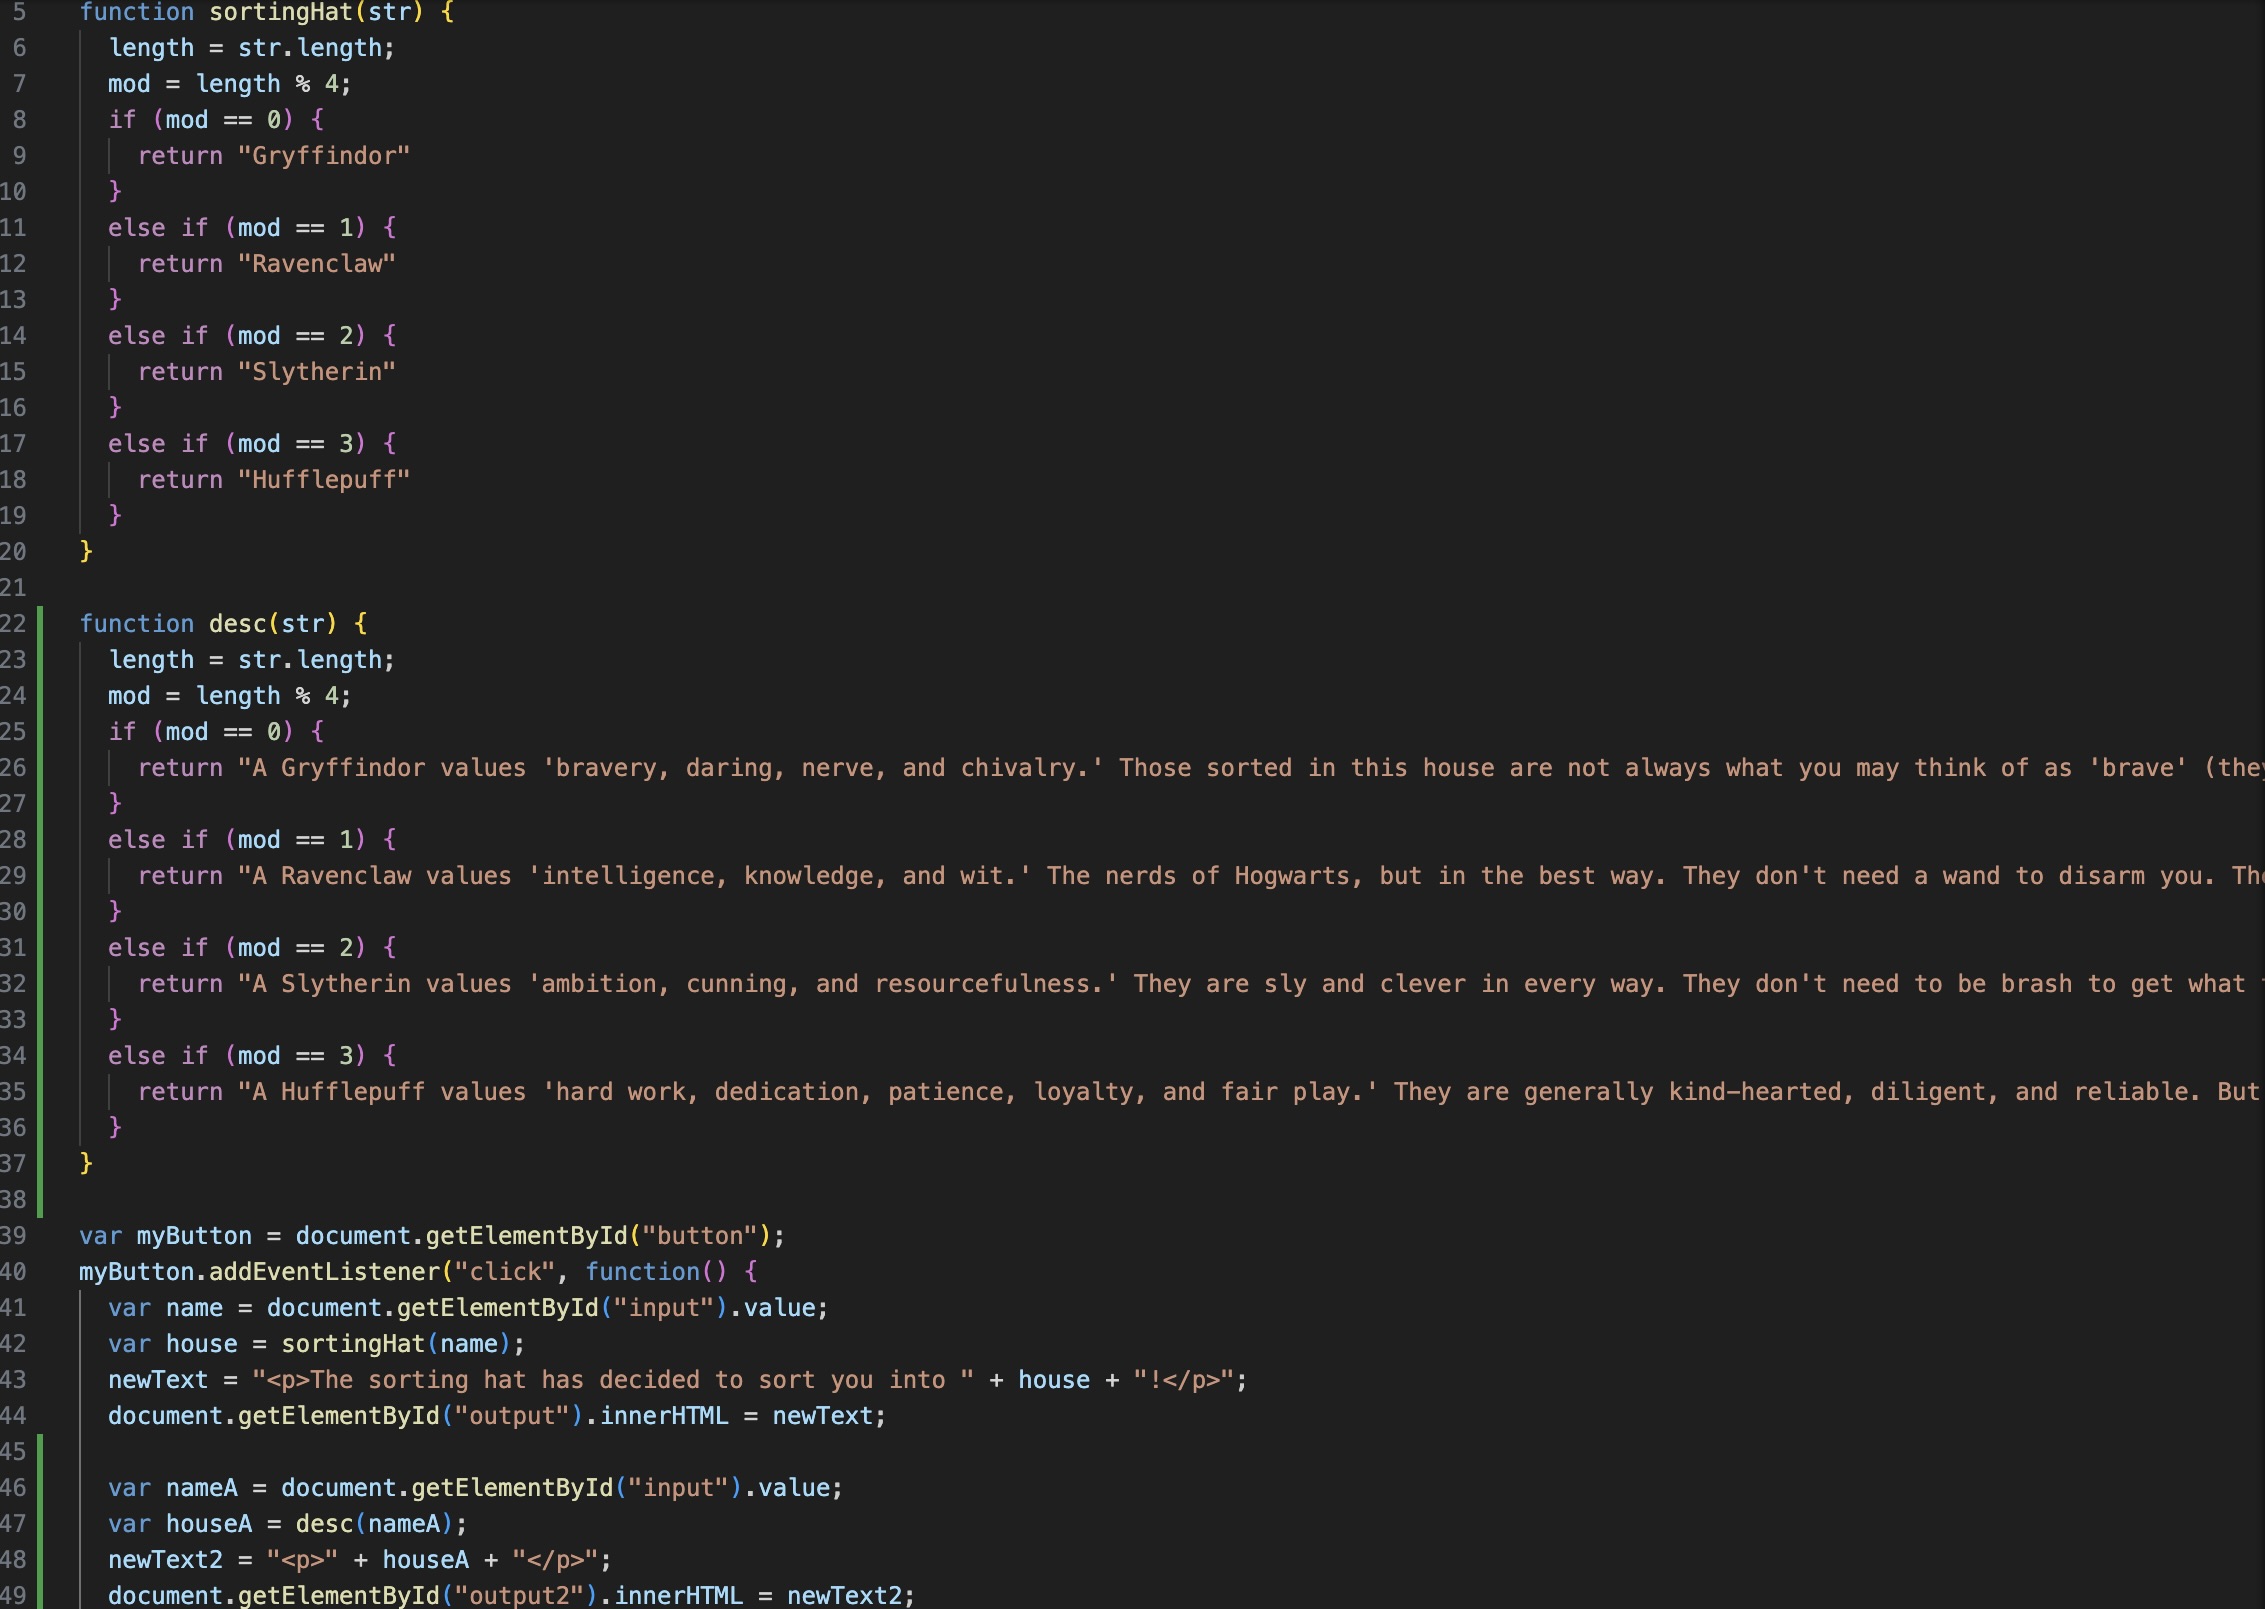 5 function sortingHat(str) {
6 length = str.length;
7 mod = length % 4;
8 if (mod == 0) {
9 return "Gryffindor"
10 }
11 else if (mod == 1) {
12 return "Ravenclaw"
13 }
14 else if (mod == 2) {
15 return "Slytherin"
16 }
17 else if (mod == 3) {
18 return "Hufflepuff"
19 }
20 }
21
22 function desc(str) {
23 length = str.length;
24 mod = length % 4;
25 if (mod == 0) {
26 return "A Gryffindor values 'bravery, daring, nerve, and chivalry.' Those sorted in this house are not always what you may think of as 'brave' (they
27 }
28 else if (mod == 1) {
29 return "A Ravenclaw values 'intelligence, knowledge, and wit.' The nerds of Hogwarts, but in the best way. They don't need a wand to disarm you. The
30 }
31 else if (mod == 2) {
32 return "A Slytherin values 'ambition, cunning, and resourcefulness.' They are sly and clever in every way. They don't need to be brash to get what
33 }
34 else if (mod == 3) {
35 return "A Hufflepuff values 'hard work, dedication, patience, loyalty, and fair play.' They are generally kind-hearted, diligent, and reliable. But
36 }
37 }
38
39 var myButton = document.getElementById("button");
40 myButton.addEventListener("click", function() {
41 var name = document.getElementById("input").value;
42 var house = sortingHat(name);
43 newText = "<p>The sorting hat has decided to sort you into " + house + "!</p>";
44 document.getElementById("output").innerHTML = newText;
45
46 var nameA = document.getElementById("input").value;
47 var houseA = desc(nameA);
48 newText2 = "<p>" + houseA + "</p>";
49 document.getElementById("output2").innerHTML = newText2;